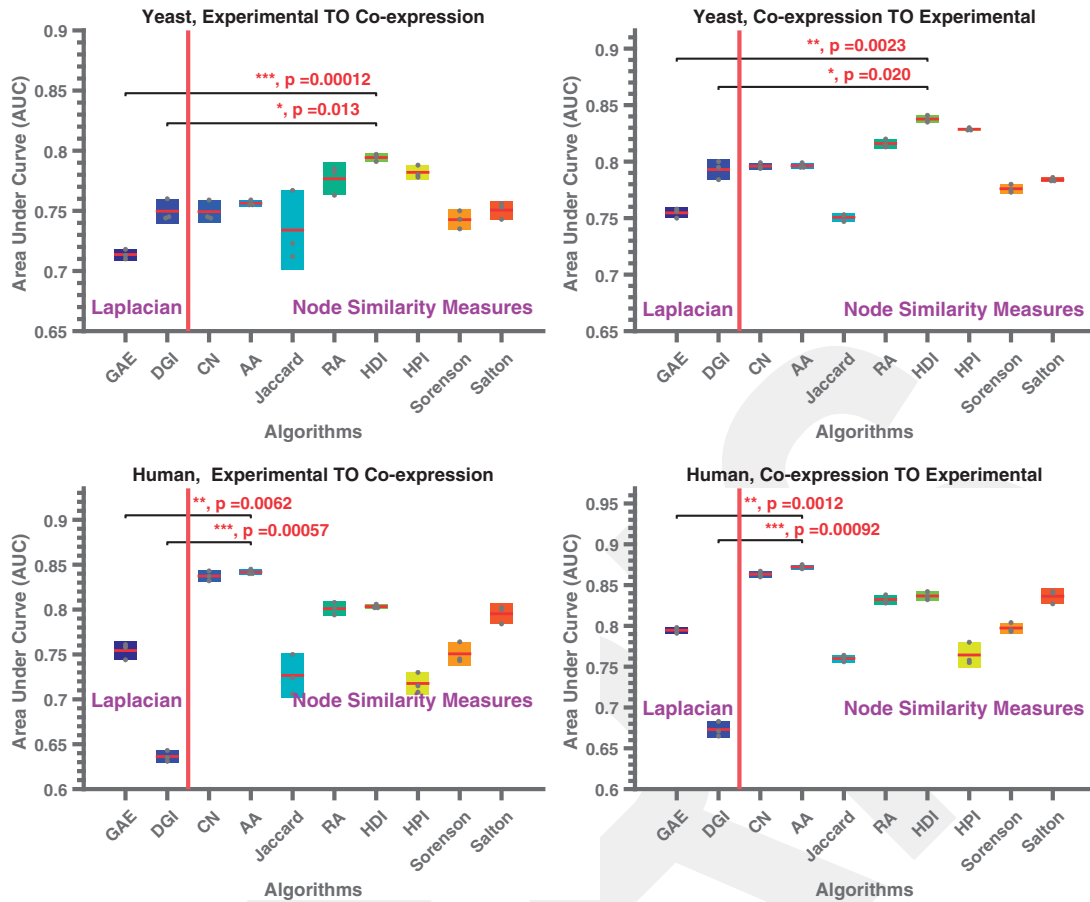 Yeast, Experimental TO Co-expression
Area Under Curve (AUC)
0.9
0.85
0.8
0.75
0.7
0.65
***, p =0.00012
*, p =0.013
Laplacian
Node Similarity Measures
GAE
DGI
CN
AA
Jaccard
RA
HDI
HPI
Sorenson
Salton
Algorithms
Yeast, Co-expression TO Experimental
Area Under Curve (AUC)
0.9
0.85
0.8
0.75
0.7
0.65
**, p =0.0023
*, p =0.020
Laplacian
Node Similarity Measures
GAE
DGI
CN
AA
Jaccard
RA
HDI
HPI
Sorenson
Salton
Algorithms
Human, Experimental TO Co-expression
Area Under Curve (AUC)
0.9
0.85
0.8
0.75
0.7
0.65
0.6
**, p =0.0062
***, p =0.00057
Laplacian
Node Similarity Measures
GAE
DGI
CN
AA
Jaccard
RA
HDI
HPI
Sorenson
Salton
Algorithms
Human, Co-expression TO Experimental
Area Under Curve (AUC)
0.95
0.9
0.85
0.8
0.75
0.7
0.65
0.6
**, p =0.0012
***, p =0.00092
Laplacian
Node Similarity Measures
GAE
DGI
CN
AA
Jaccard
RA
HDI
HPI
Sorenson
Salton
Algorithms